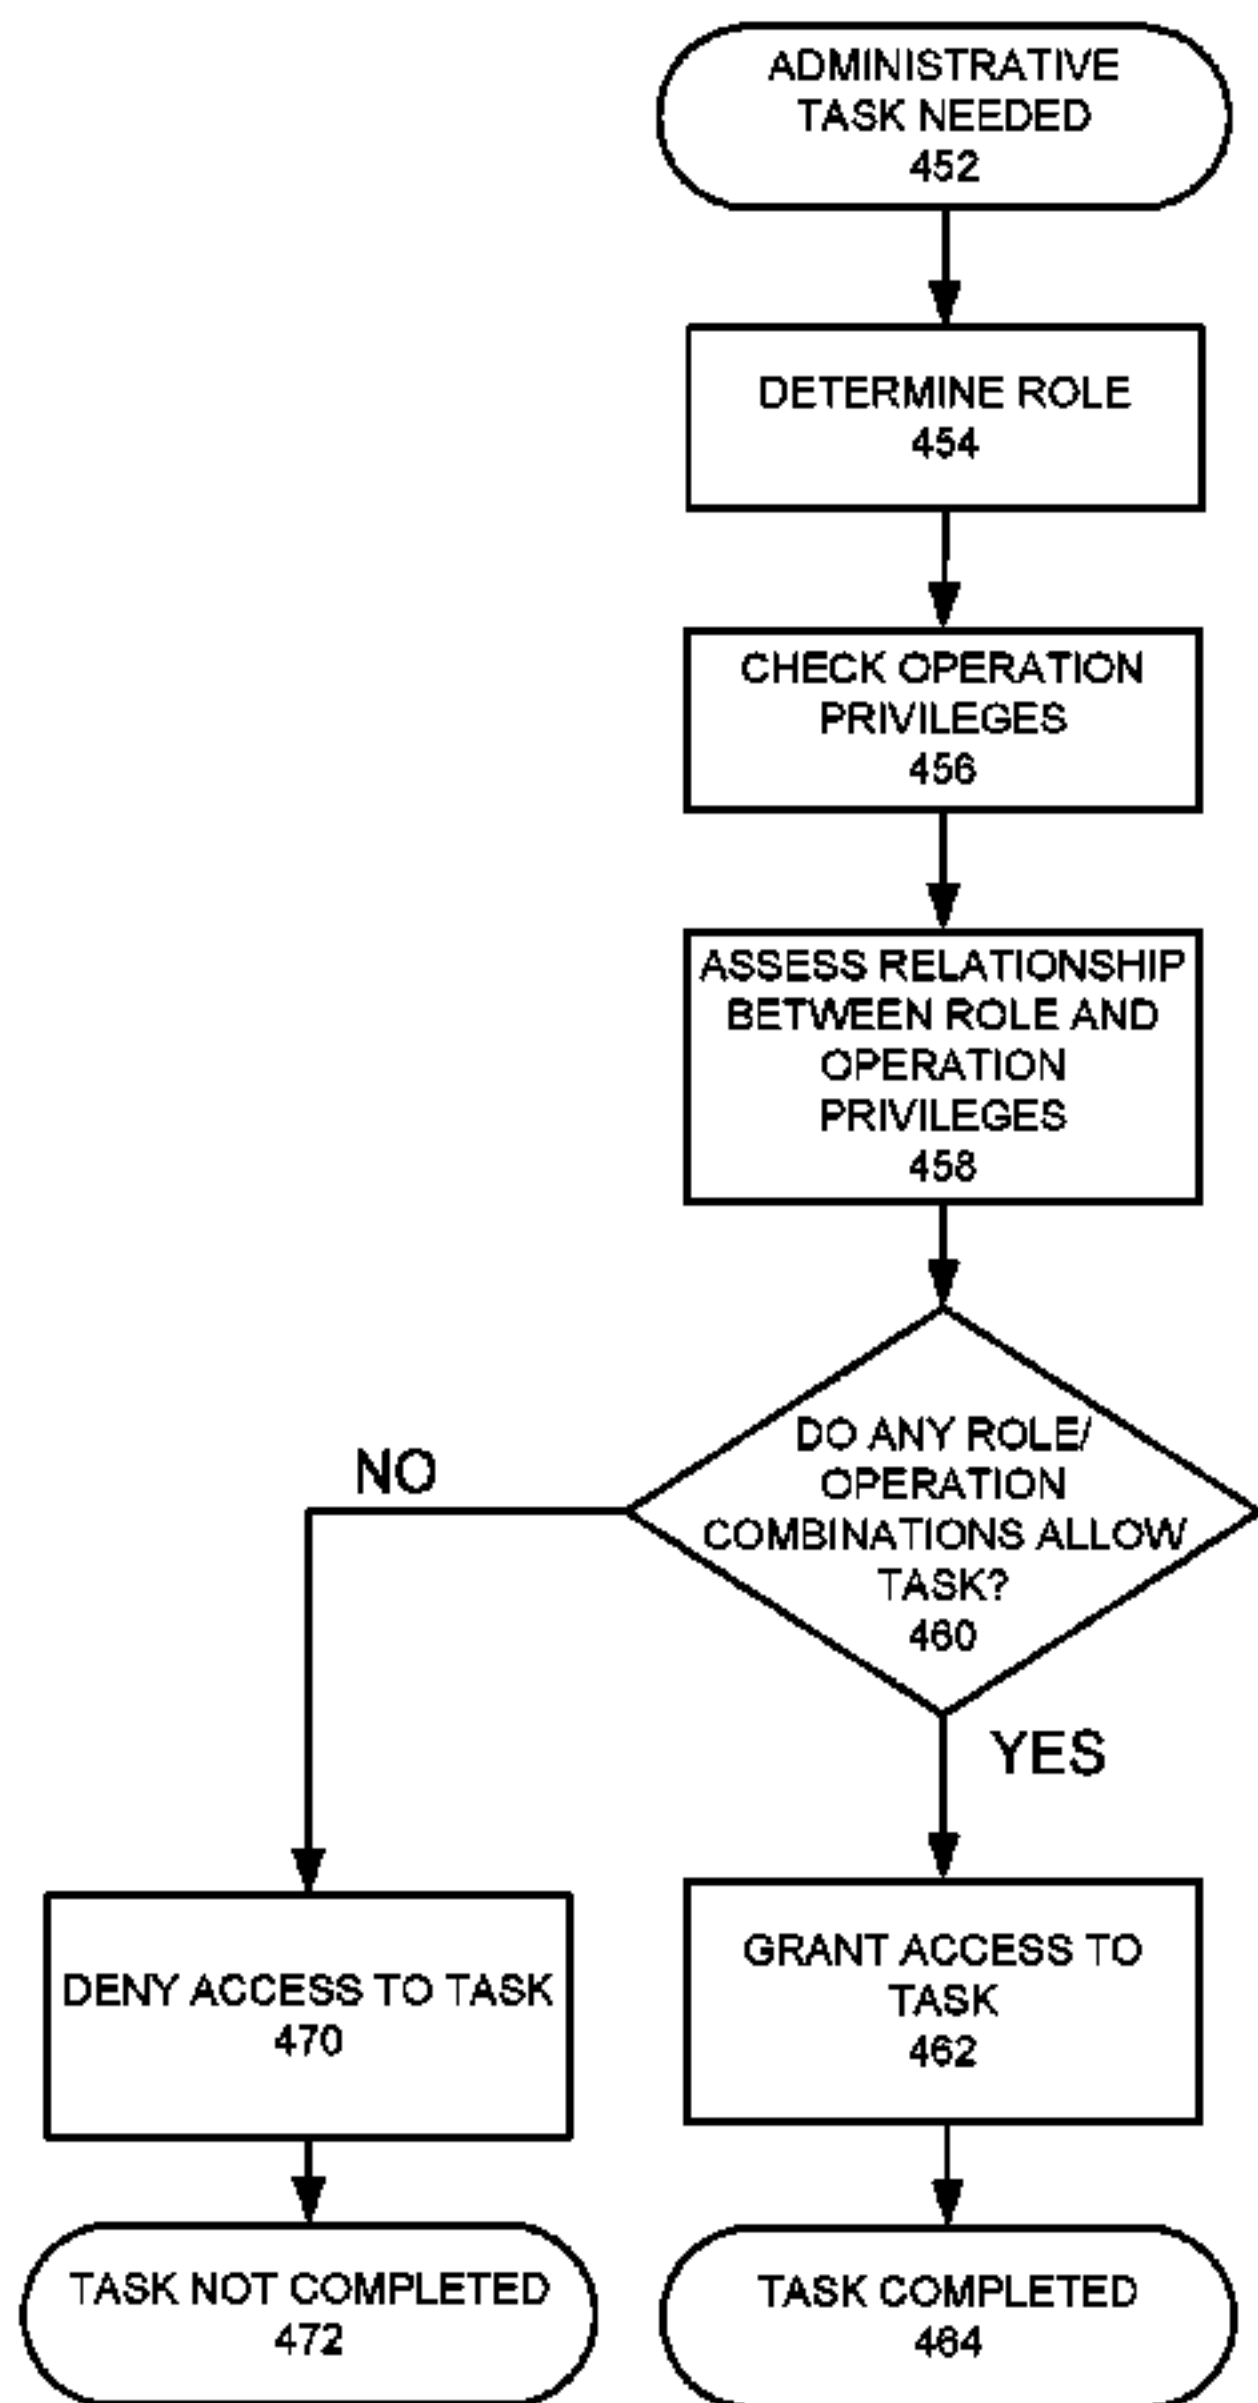 ADMINISTRATIVE
TASK NEEDED
452
DETERMINE ROLE
454
CHECK OPERATION
PRIVILEGES
456
ASSESS RELATIONSHIP
BETWEEN ROLE AND
OPERATION
PRIVILEGES
458
DO ANY ROLE/
OPERATION
COMBINATIONS ALLOW
TASK?
460
NO
YES
DENY ACCESS TO TASK
470
GRANT ACCESS TO
TASK
462
TASK NOT COMPLETED
472
TASK COMPLETED
464